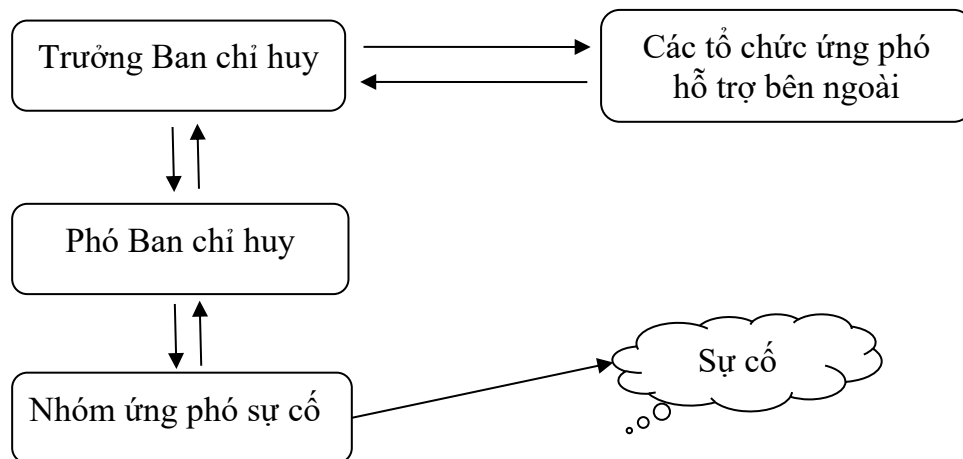 Trưởng Ban chỉ huy
Các tổ chức ứng phó
hỗ trợ bên ngoài
Phó Ban chỉ huy
Nhóm ứng phó sự cố
Sự cố